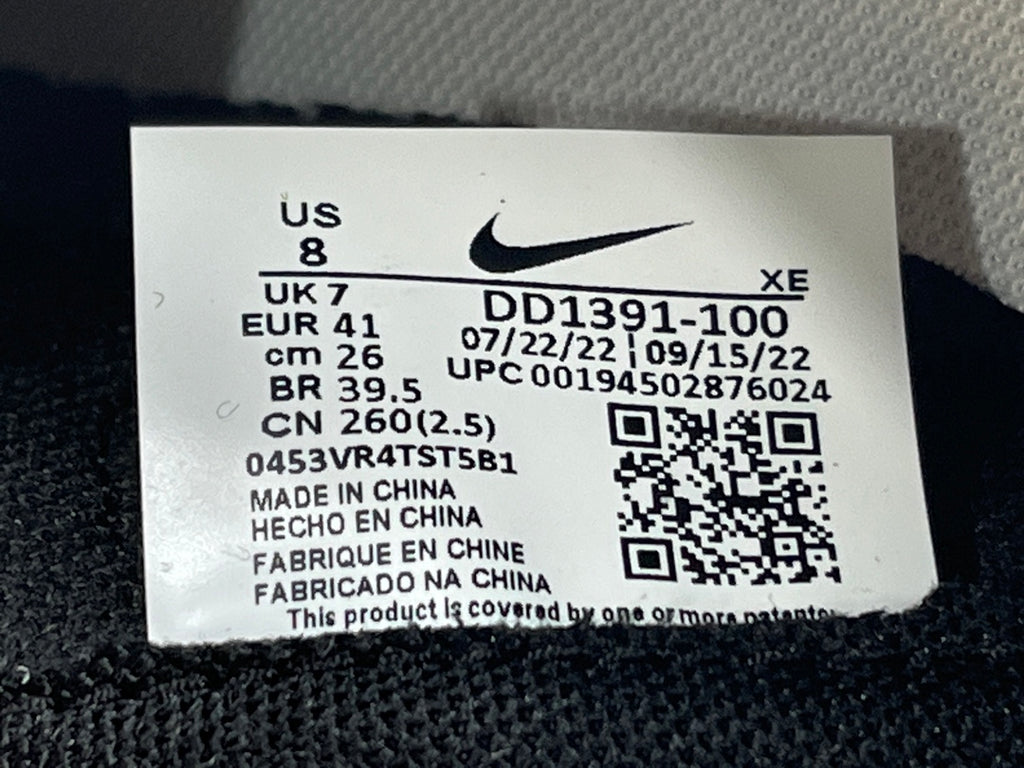 US
8
XE
UK 7
DD1391-100
EUR 41
07/22/22 | 09/15/22
cm 26
UPC 00194502876024
BR 39.5
CN 260(2.5)
0453VR4TST5B1
MADE IN CHINA
HECHO EN CHINA
FABRIQUE EN CHINE
FABRICADO NA CHINA
This product is covered by one or more patents